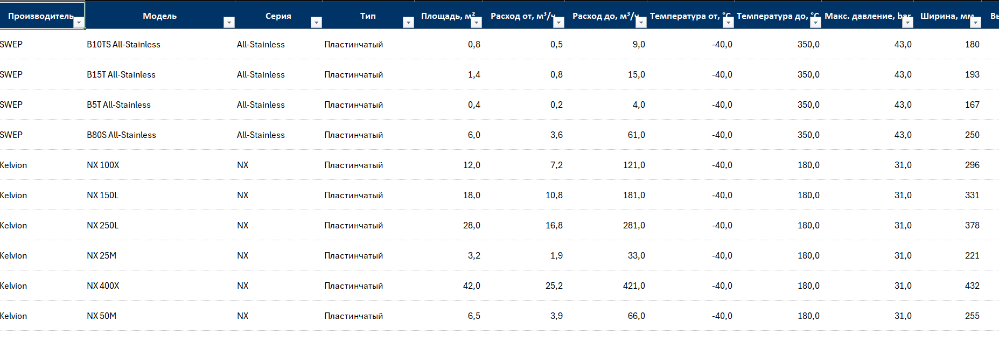 Производитель Модель Серия Тип Площадь, м² Расход от, м³/ч Расход до, м³/ч Температура от, °C Температура до, °C Макс. давление, bar Ширина, мм
SWEP B10TS All-Stainless All-Stainless Пластинчатый 0,8 0,5 9,0 -40,0 350,0 43,0 180
SWEP B15T All-Stainless All-Stainless Пластинчатый 1,4 0,8 15,0 -40,0 350,0 43,0 193
SWEP B5T All-Stainless All-Stainless Пластинчатый 0,4 0,2 4,0 -40,0 350,0 43,0 167
SWEP B80S All-Stainless All-Stainless Пластинчатый 6,0 3,6 61,0 -40,0 350,0 43,0 250
Kelvion NX 100X NX Пластинчатый 12,0 7,2 121,0 -40,0 180,0 31,0 296
Kelvion NX 150L NX Пластинчатый 18,0 10,8 181,0 -40,0 180,0 31,0 331
Kelvion NX 250L NX Пластинчатый 28,0 16,8 281,0 -40,0 180,0 31,0 378
Kelvion NX 25M NX Пластинчатый 3,2 1,9 33,0 -40,0 180,0 31,0 221
Kelvion NX 400X NX Пластинчатый 42,0 25,2 421,0 -40,0 180,0 31,0 432
Kelvion NX 50M NX Пластинчатый 6,5 3,9 66,0 -40,0 180,0 31,0 255